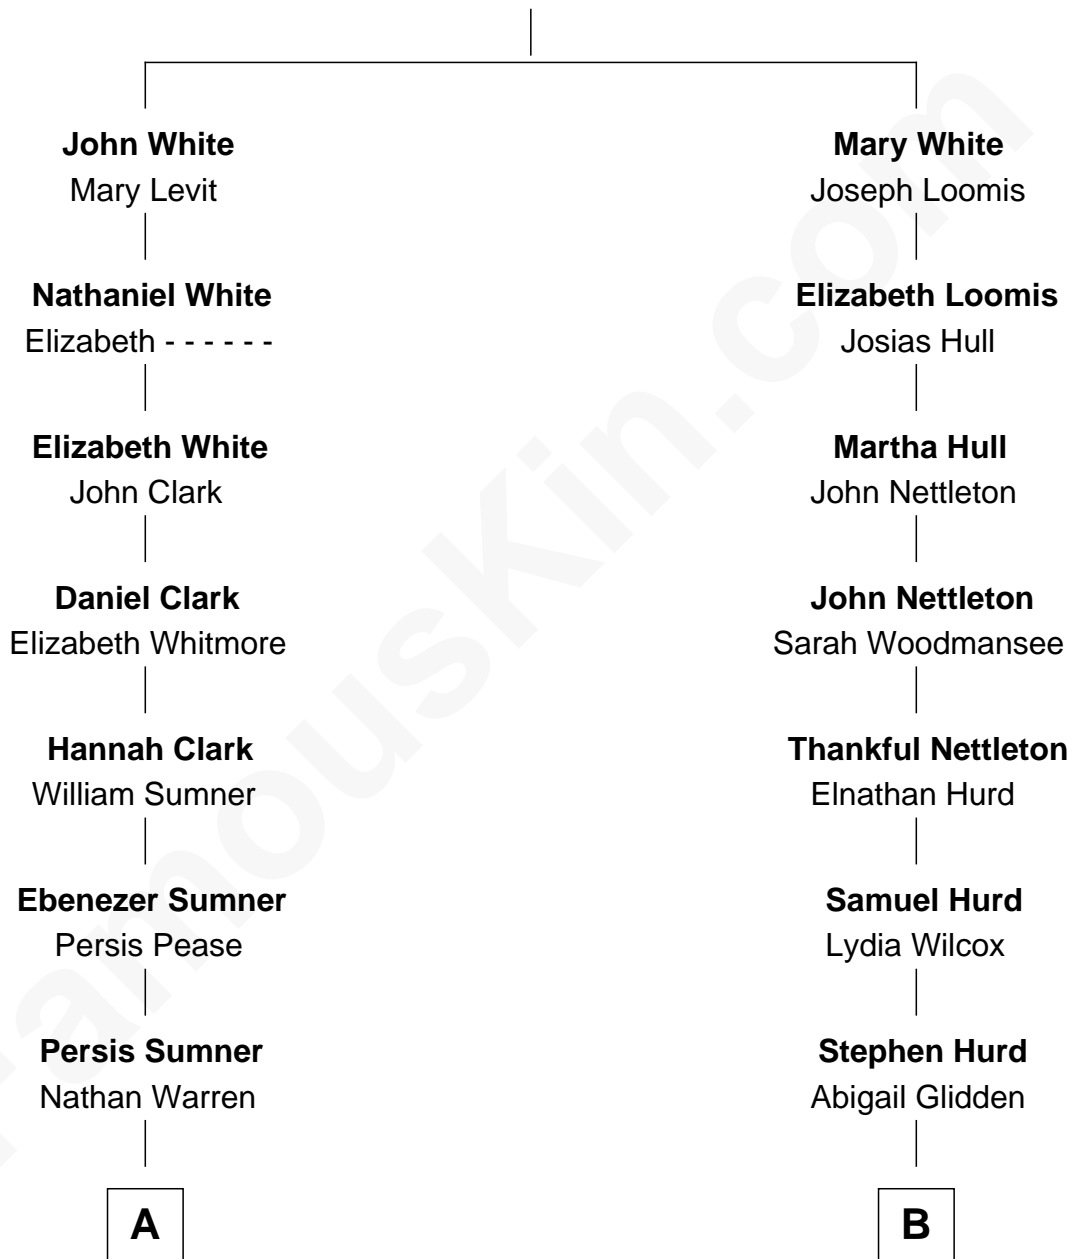 John White
Mary Levit
Nathaniel White
Elizabeth - - - - - -
Elizabeth White
John Clark
Daniel Clark
Elizabeth Whitmore
Hannah Clark
William Sumner
Ebenezer Sumner
Persis Pease
Persis Sumner
Nathan Warren
A
Mary White
Joseph Loomis
Elizabeth Loomis
Josias Hull
Martha Hull
John Nettleton
John Nettleton
Sarah Woodmansee
Thankful Nettleton
Elnathan Hurd
Samuel Hurd
Lydia Wilcox
Stephen Hurd
Abigail Glidden
B
FamousKin.com